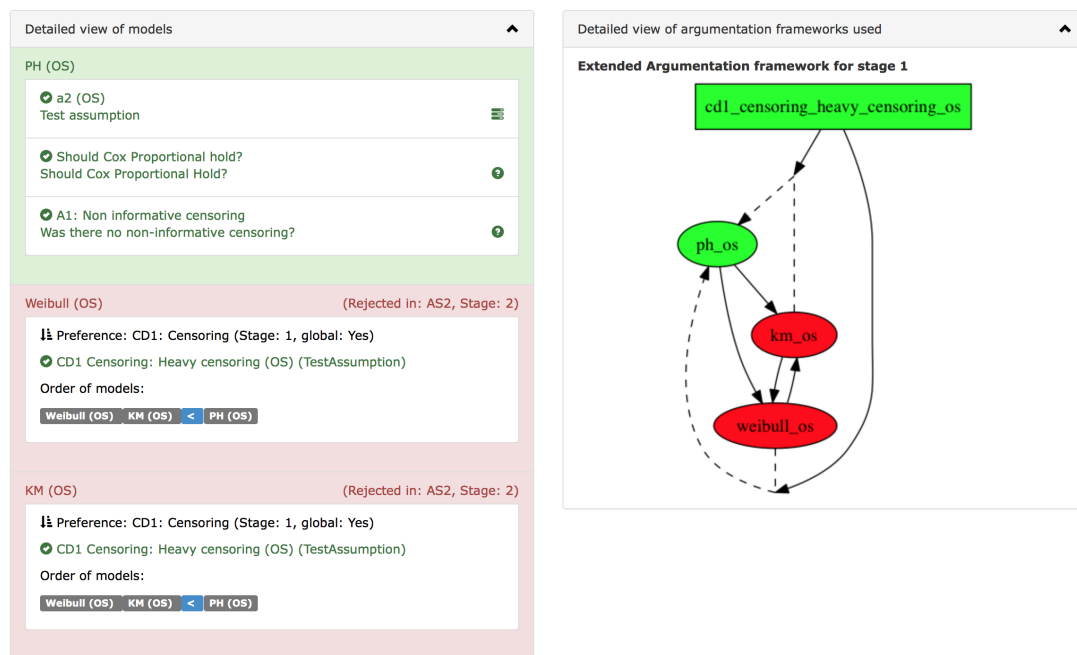 Detailed view of models
PH (OS)
a2 (OS)
Test assumption
Should Cox Proportional hold?
Should Cox Proportional Hold?
A1: Non informative censoring
Was there no non-informative censoring?
Weibull (OS) (Rejected in: AS2, Stage: 2)
Preference: CD1: Censoring (Stage: 1, global: Yes)
CD1 Censoring: Heavy censoring (OS) (TestAssumption)
Order of models:
Weibull (OS) KM (OS) < PH (OS)
KM (OS) (Rejected in: AS2, Stage: 2)
Preference: CD1: Censoring (Stage: 1, global: Yes)
CD1 Censoring: Heavy censoring (OS) (TestAssumption)
Order of models:
Weibull (OS) KM (OS) < PH (OS)
Detailed view of argumentation frameworks used
Extended Argumentation framework for stage 1
cd1_censoring_heavy_censoring_os
ph_os
km_os
weibull_os